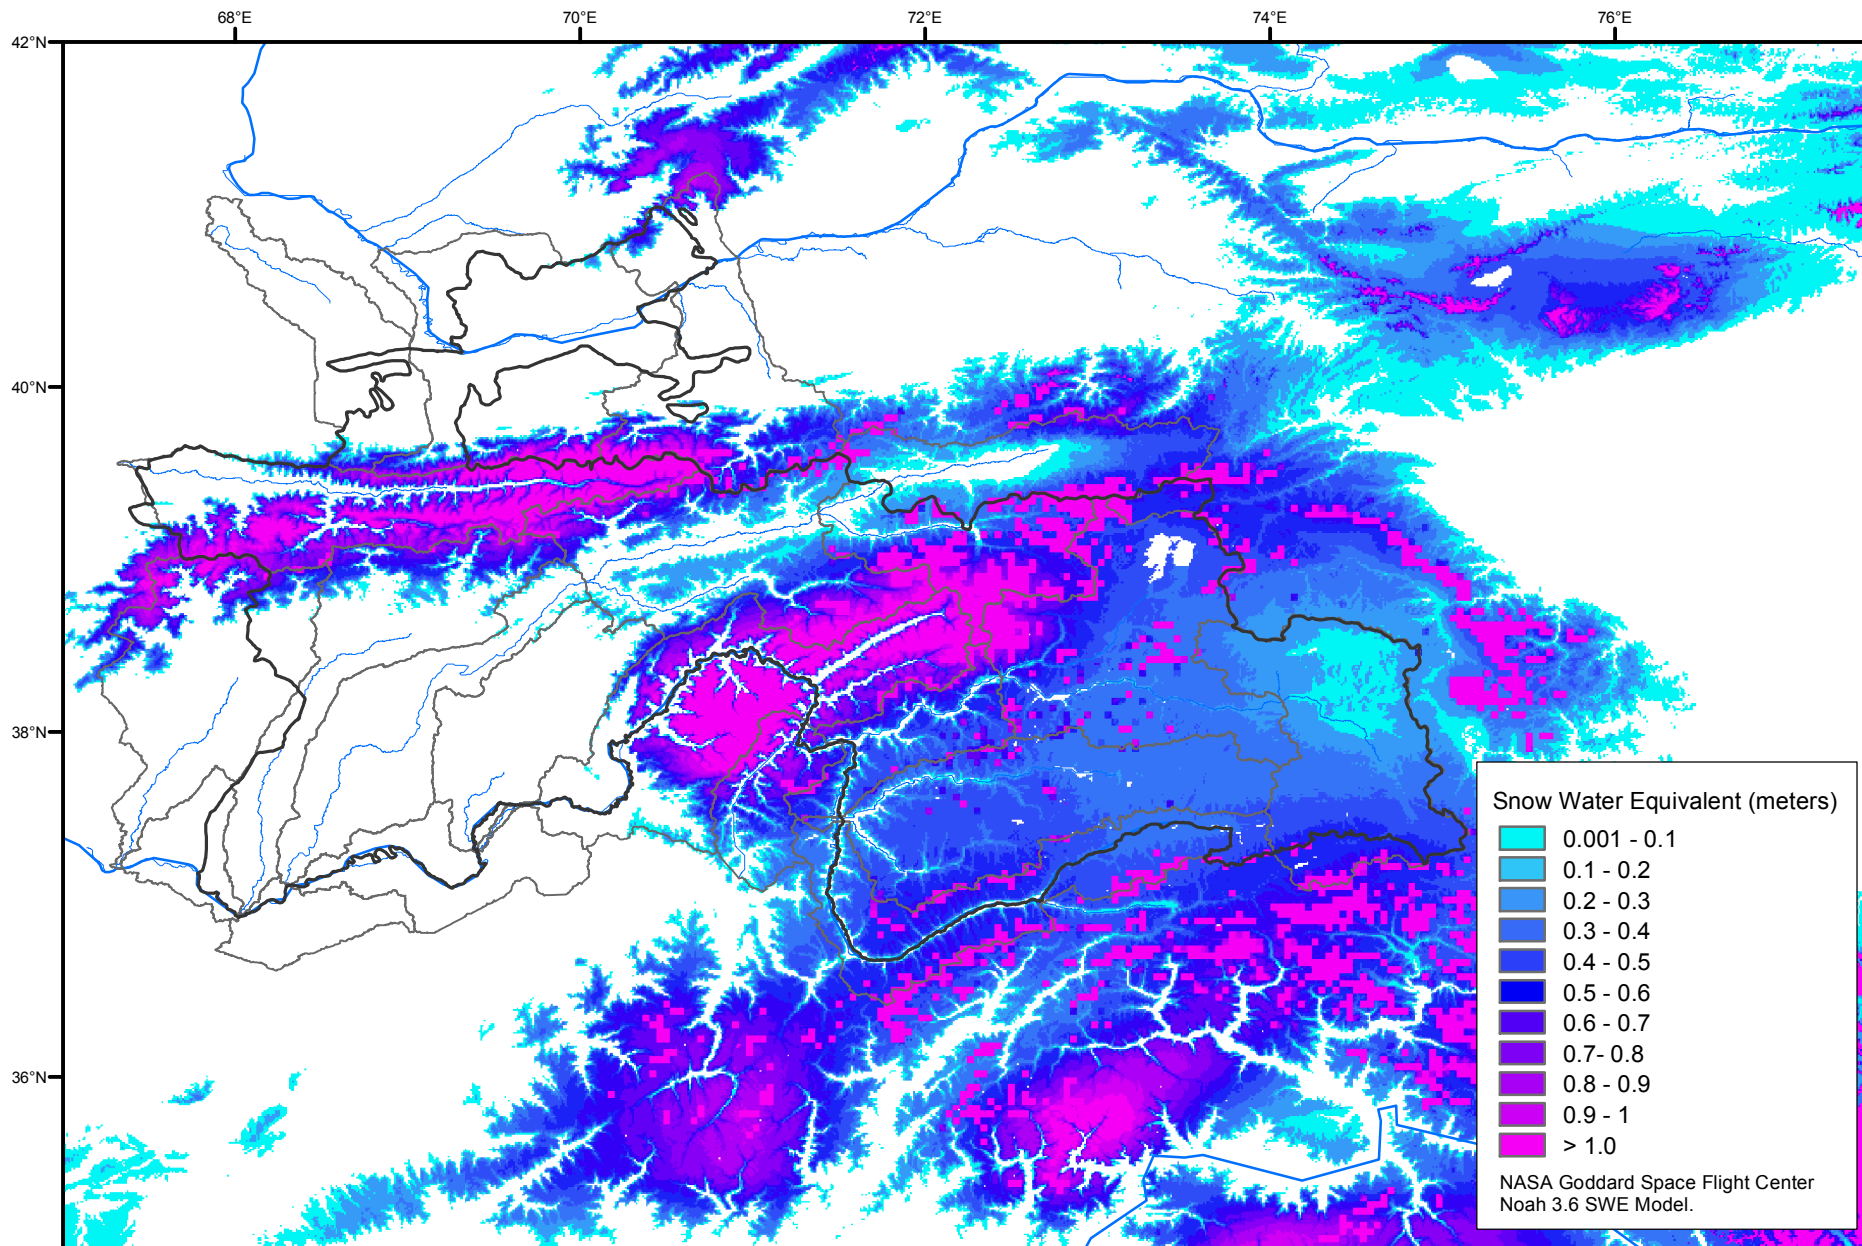 68°E
70°E
72°E
74°E
76°E
42°N
40°N
38°N
36°N
Snow Water Equivalent (meters)
0.001 - 0.1
0.1 - 0.2
0.2 - 0.3
0.3 - 0.4
0.4 - 0.5
0.5 - 0.6
0.6 - 0.7
0.7- 0.8
0.8 - 0.9
0.9 - 1
> 1.0
NASA Goddard Space Flight Center
Noah 3.6 SWE Model.